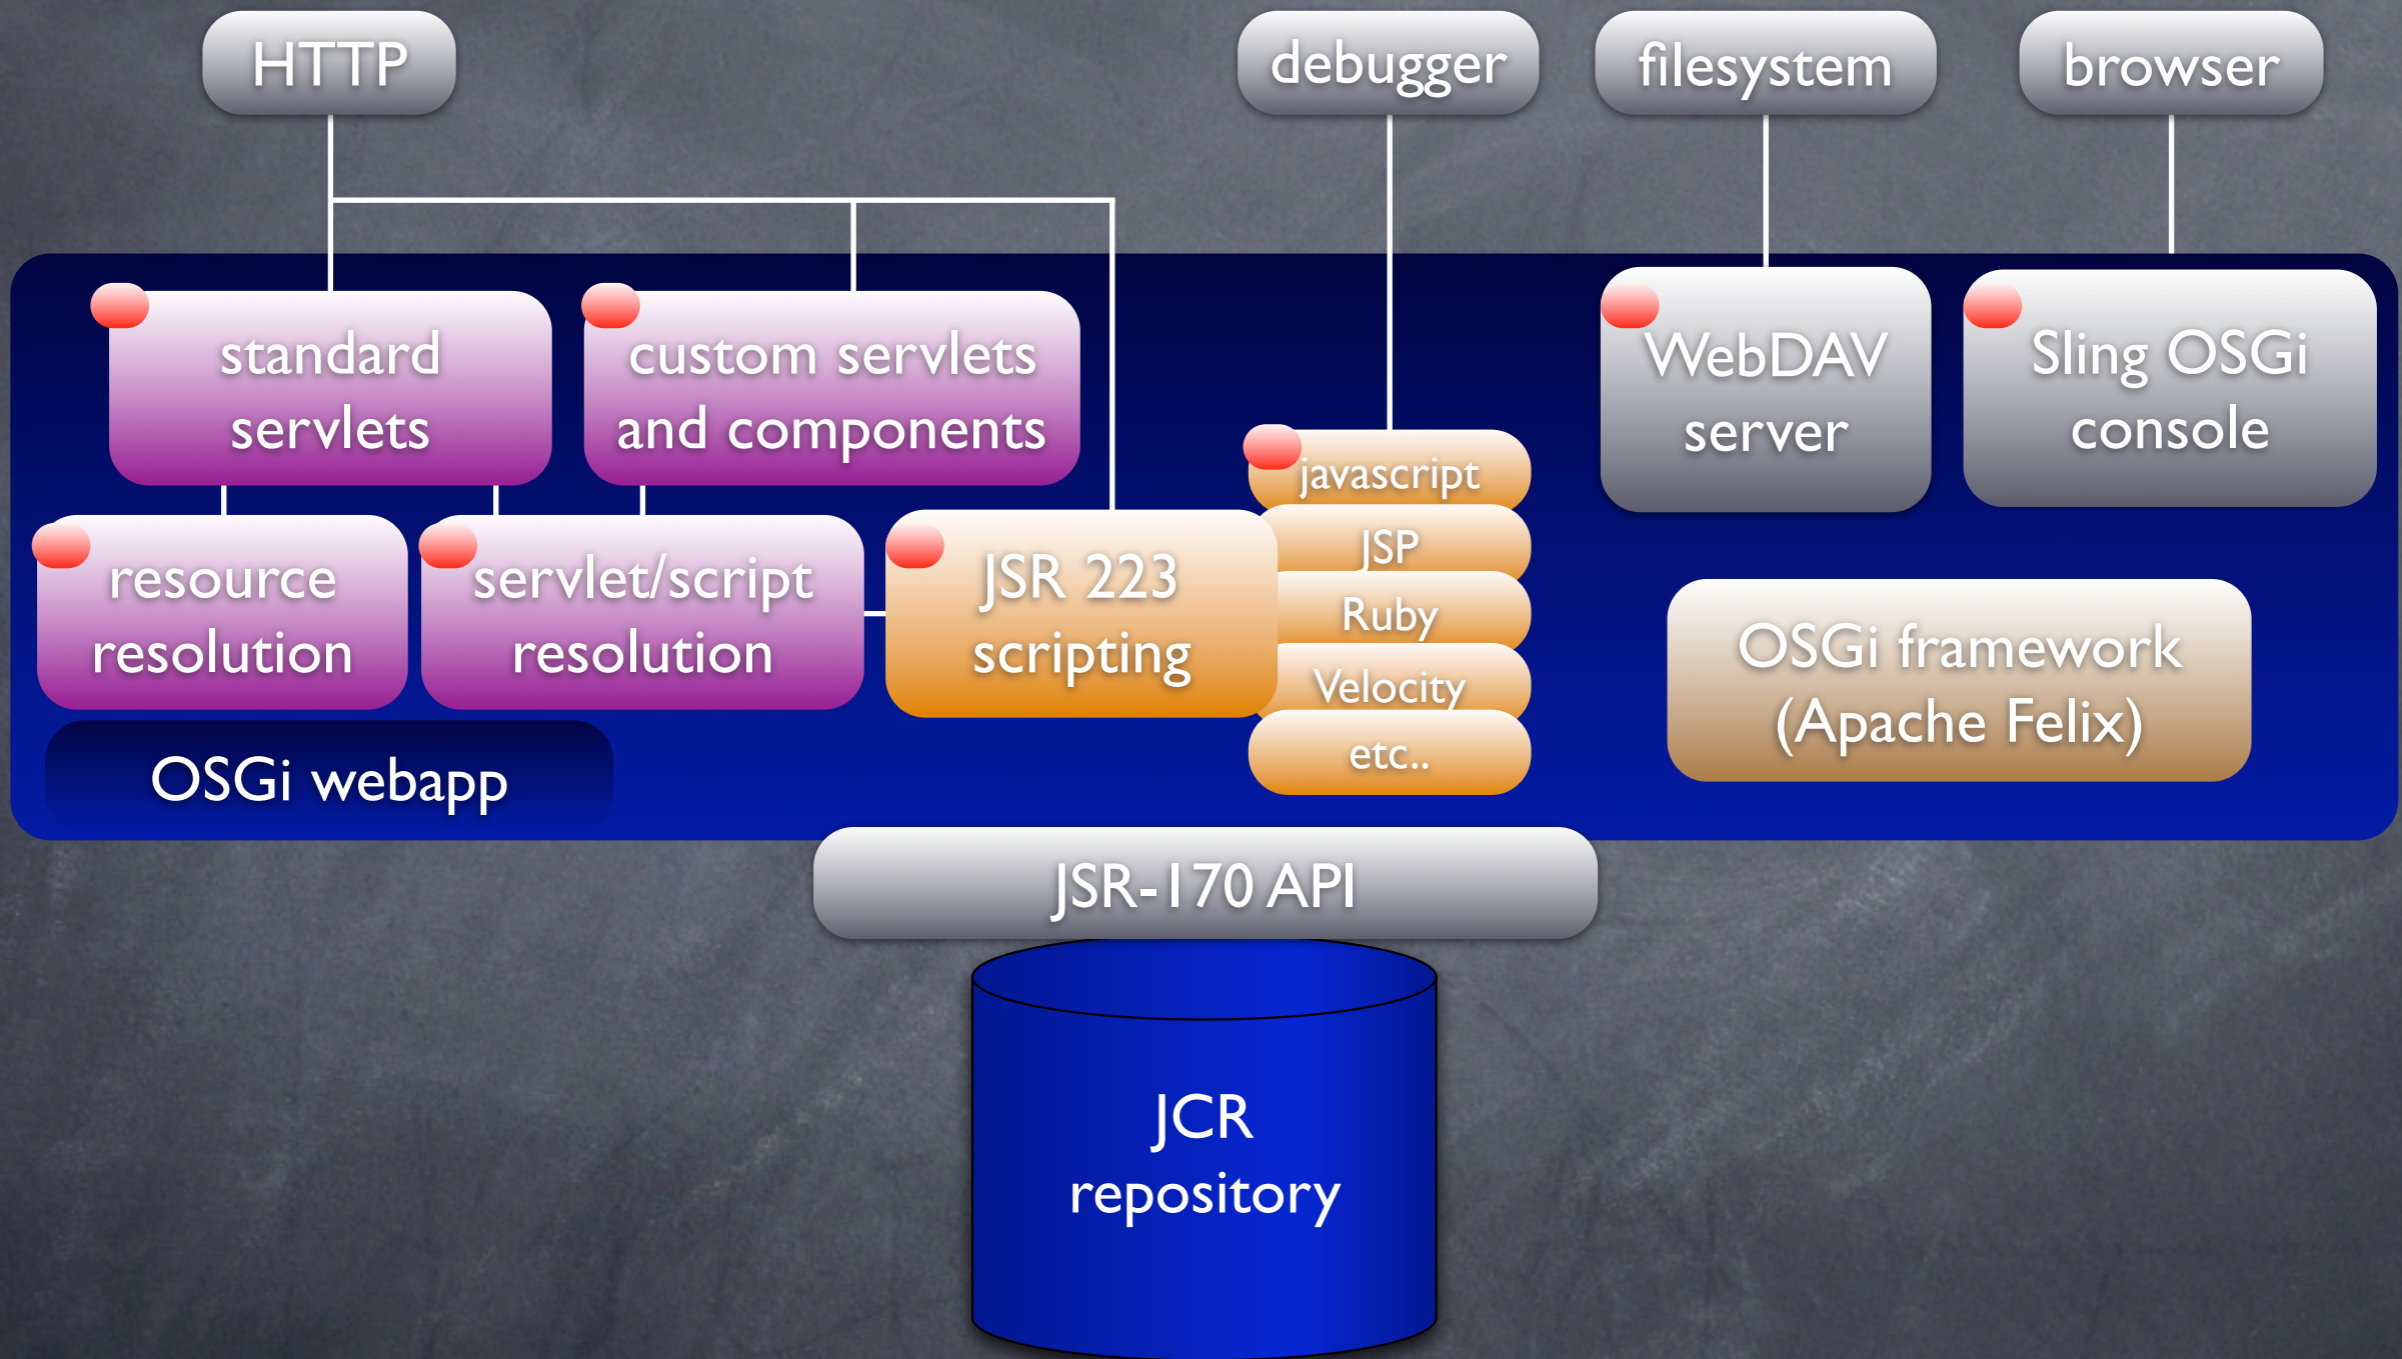 HTTP
debugger
filesystem
browser
standard
servlets
custom servlets
and components
WebDAV
server
Sling OSGi
console
javascript
JSP
Ruby
Velocity
etc..
resource
resolution
servlet/script
resolution
JSR 223
scripting
OSGi framework
(Apache Felix)
OSGi webapp
JSR-170 API
JCR
repository